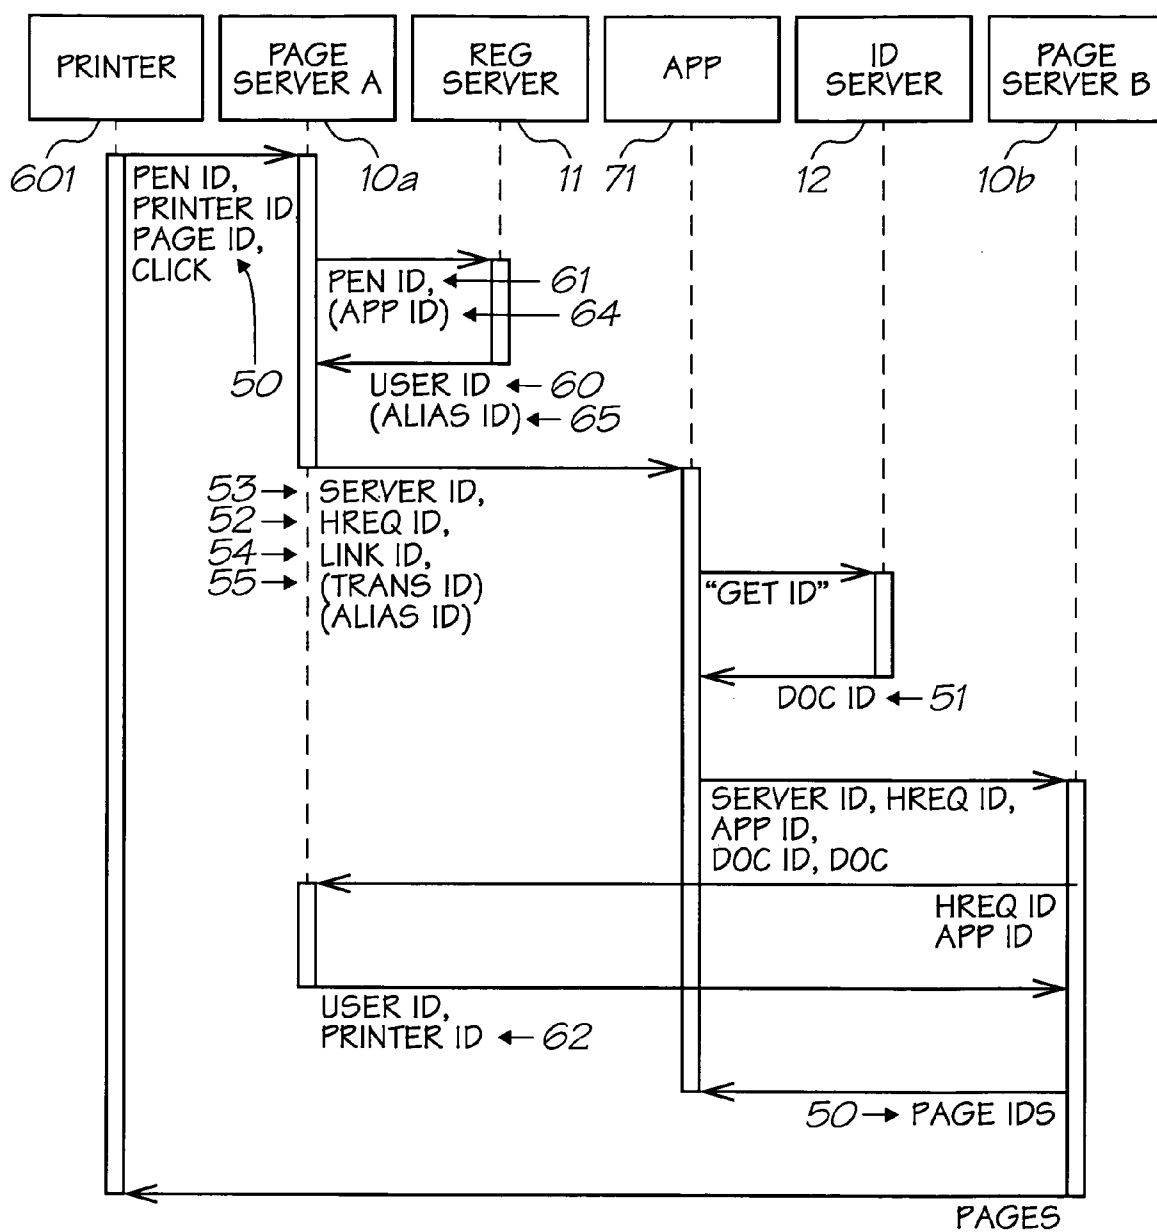 PRINTER
PAGE
SERVER A
REG
SERVER
APP
ID
SERVER
PAGE
SERVER B
601
10a
11
71
12
10b
PEN ID,
PRINTER ID
PAGE ID,
CLICK
50
PEN ID,
61
(APP ID)
64
USER ID
60
(ALIAS ID)
65
53
SERVER ID,
52
HREQ ID,
54
LINK ID,
55
(TRANS ID)
(ALIAS ID)
“GET ID”
DOC ID
51
SERVER ID, HREQ ID,
APP ID,
DOC ID, DOC
HREQ ID
APP ID
USER ID,
PRINTER ID
62
50
PAGE IDS
PAGES